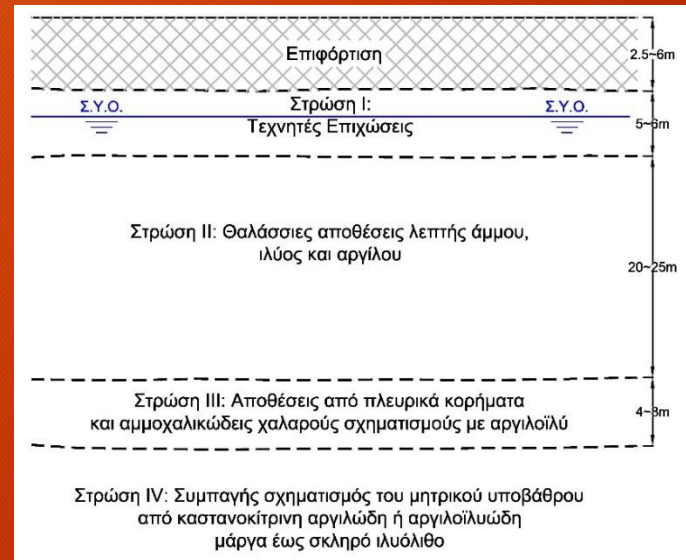 Επιφόρτιση
2.5~6m
Σ.Υ.Ο.
Στρώση Ι:
Σ.Υ.Ο.
Τεχνητές Επιχώσεις
5~6m
Στρώση ΙΙ: Θαλάσσιες αποθέσεις λεπτής άμμου,
ιλύος και αργίλου
20~25m
Στρώση ΙΙΙ: Αποθέσεις από πλευρικά κορήματα
και αμμοχαλικώδεις χαλαρούς σχηματισμούς με αργιλοϊλύ
4~8m
Στρώση IV: Συμπαγής σχηματισμός του μητρικού υποβάθρου
από καστανοκίτρινη αργιλώδη ή αργιλοϊλυώδη
μάργα έως σκληρό ιλυόλιθο